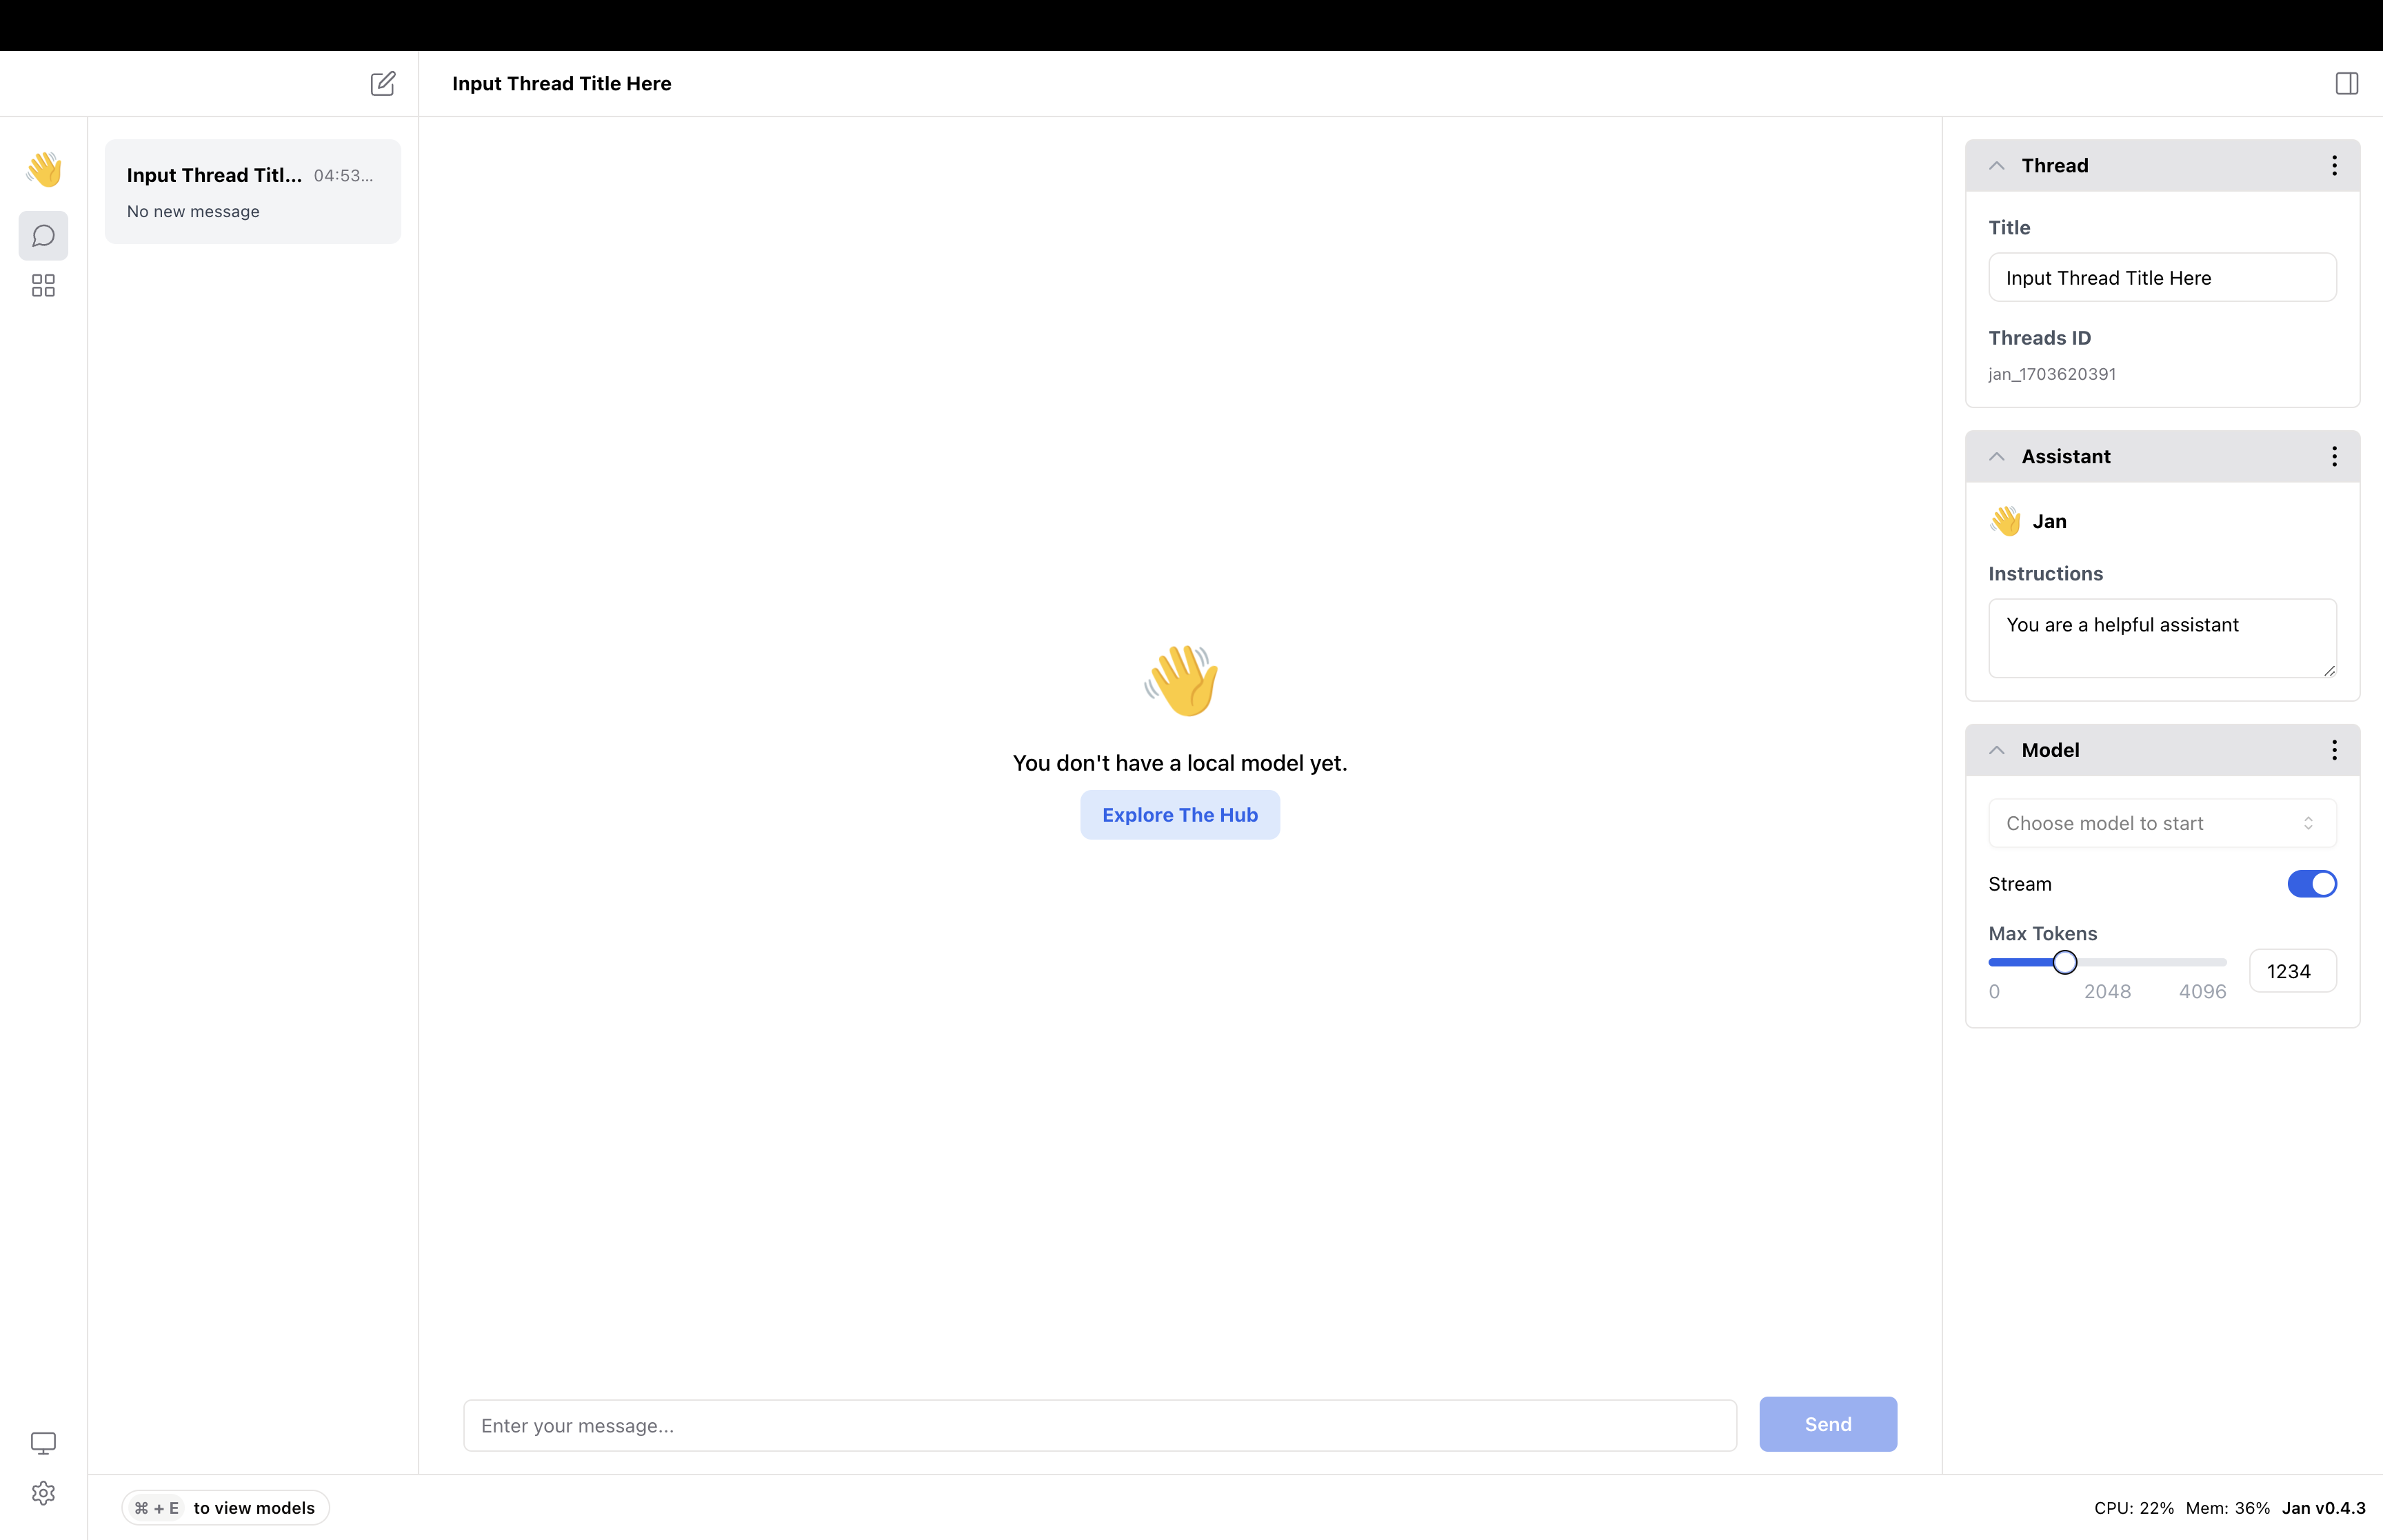 Input Thread Title Here
Input Thread Titl... 04:53...
No new message
You don't have a local model yet.
Explore The Hub
Enter your message...
Send
Thread
Title
Input Thread Title Here
Threads ID
jan_1703620391
Assistant
Jan
Instructions
You are a helpful assistant
Model
Choose model to start
Stream
Max Tokens
1234
0 2048 4096
⌘ + E to view models
CPU: 22% Mem: 36% Jan v0.4.3